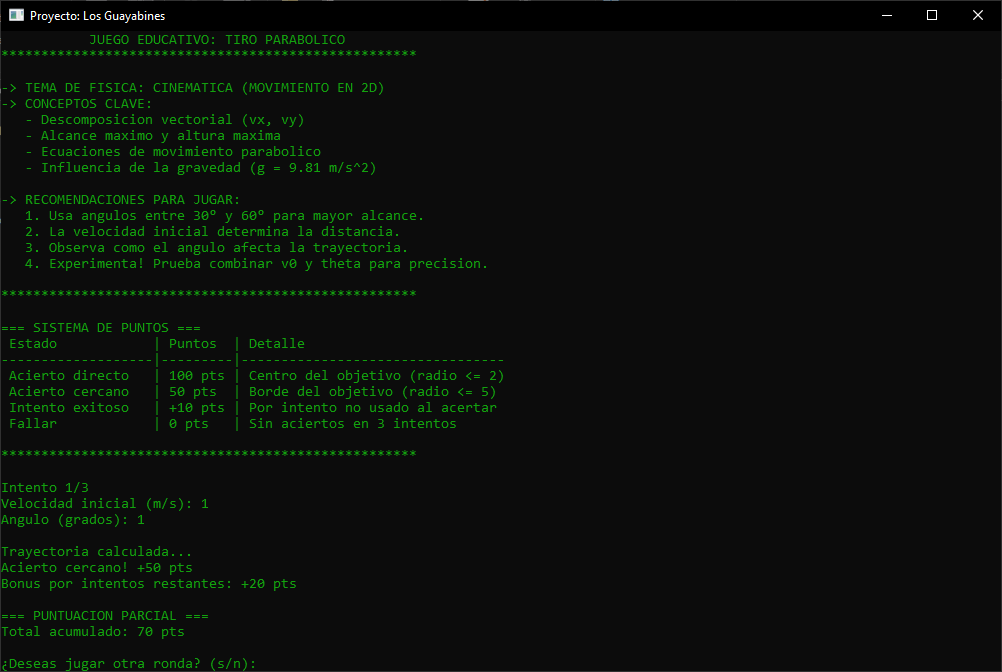 Proyecto: Los Guayabines
JUEGO EDUCATIVO: TIRO PARABOLICO
****************************************************
-> TEMA DE FISICA: CINEMATICA (MOVIMIENTO EN 2D)
-> CONCEPTOS CLAVE:
- Descomposicion vectorial (vx, vy)
- Alcance maximo y altura maxima
- Ecuaciones de movimiento parabolico
- Influencia de la gravedad (g = 9.81 m/s^2)
-> RECOMENDACIONES PARA JUGAR:
1. Usa angulos entre 30° y 60° para mayor alcance.
2. La velocidad inicial determina la distancia.
3. Observa como el angulo afecta la trayectoria.
4. Experimenta! Prueba combinar v0 y theta para precision.
****************************************************
=== SISTEMA DE PUNTOS ===
Estado | Puntos | Detalle
-------------------|---------|---------------------------------
Acierto directo | 100 pts | Centro del objetivo (radio <= 2)
Acierto cercano | 50 pts | Borde del objetivo (radio <= 5)
Intento exitoso | +10 pts | Por intento no usado al acertar
Fallar | 0 pts | Sin aciertos en 3 intentos
****************************************************
Intento 1/3
Velocidad inicial (m/s): 1
Angulo (grados): 1
Trayectoria calculada...
Acierto cercano! +50 pts
Bonus por intentos restantes: +20 pts
=== PUNTUACION PARCIAL ===
Total acumulado: 70 pts
¿Deseas jugar otra ronda? (s/n):